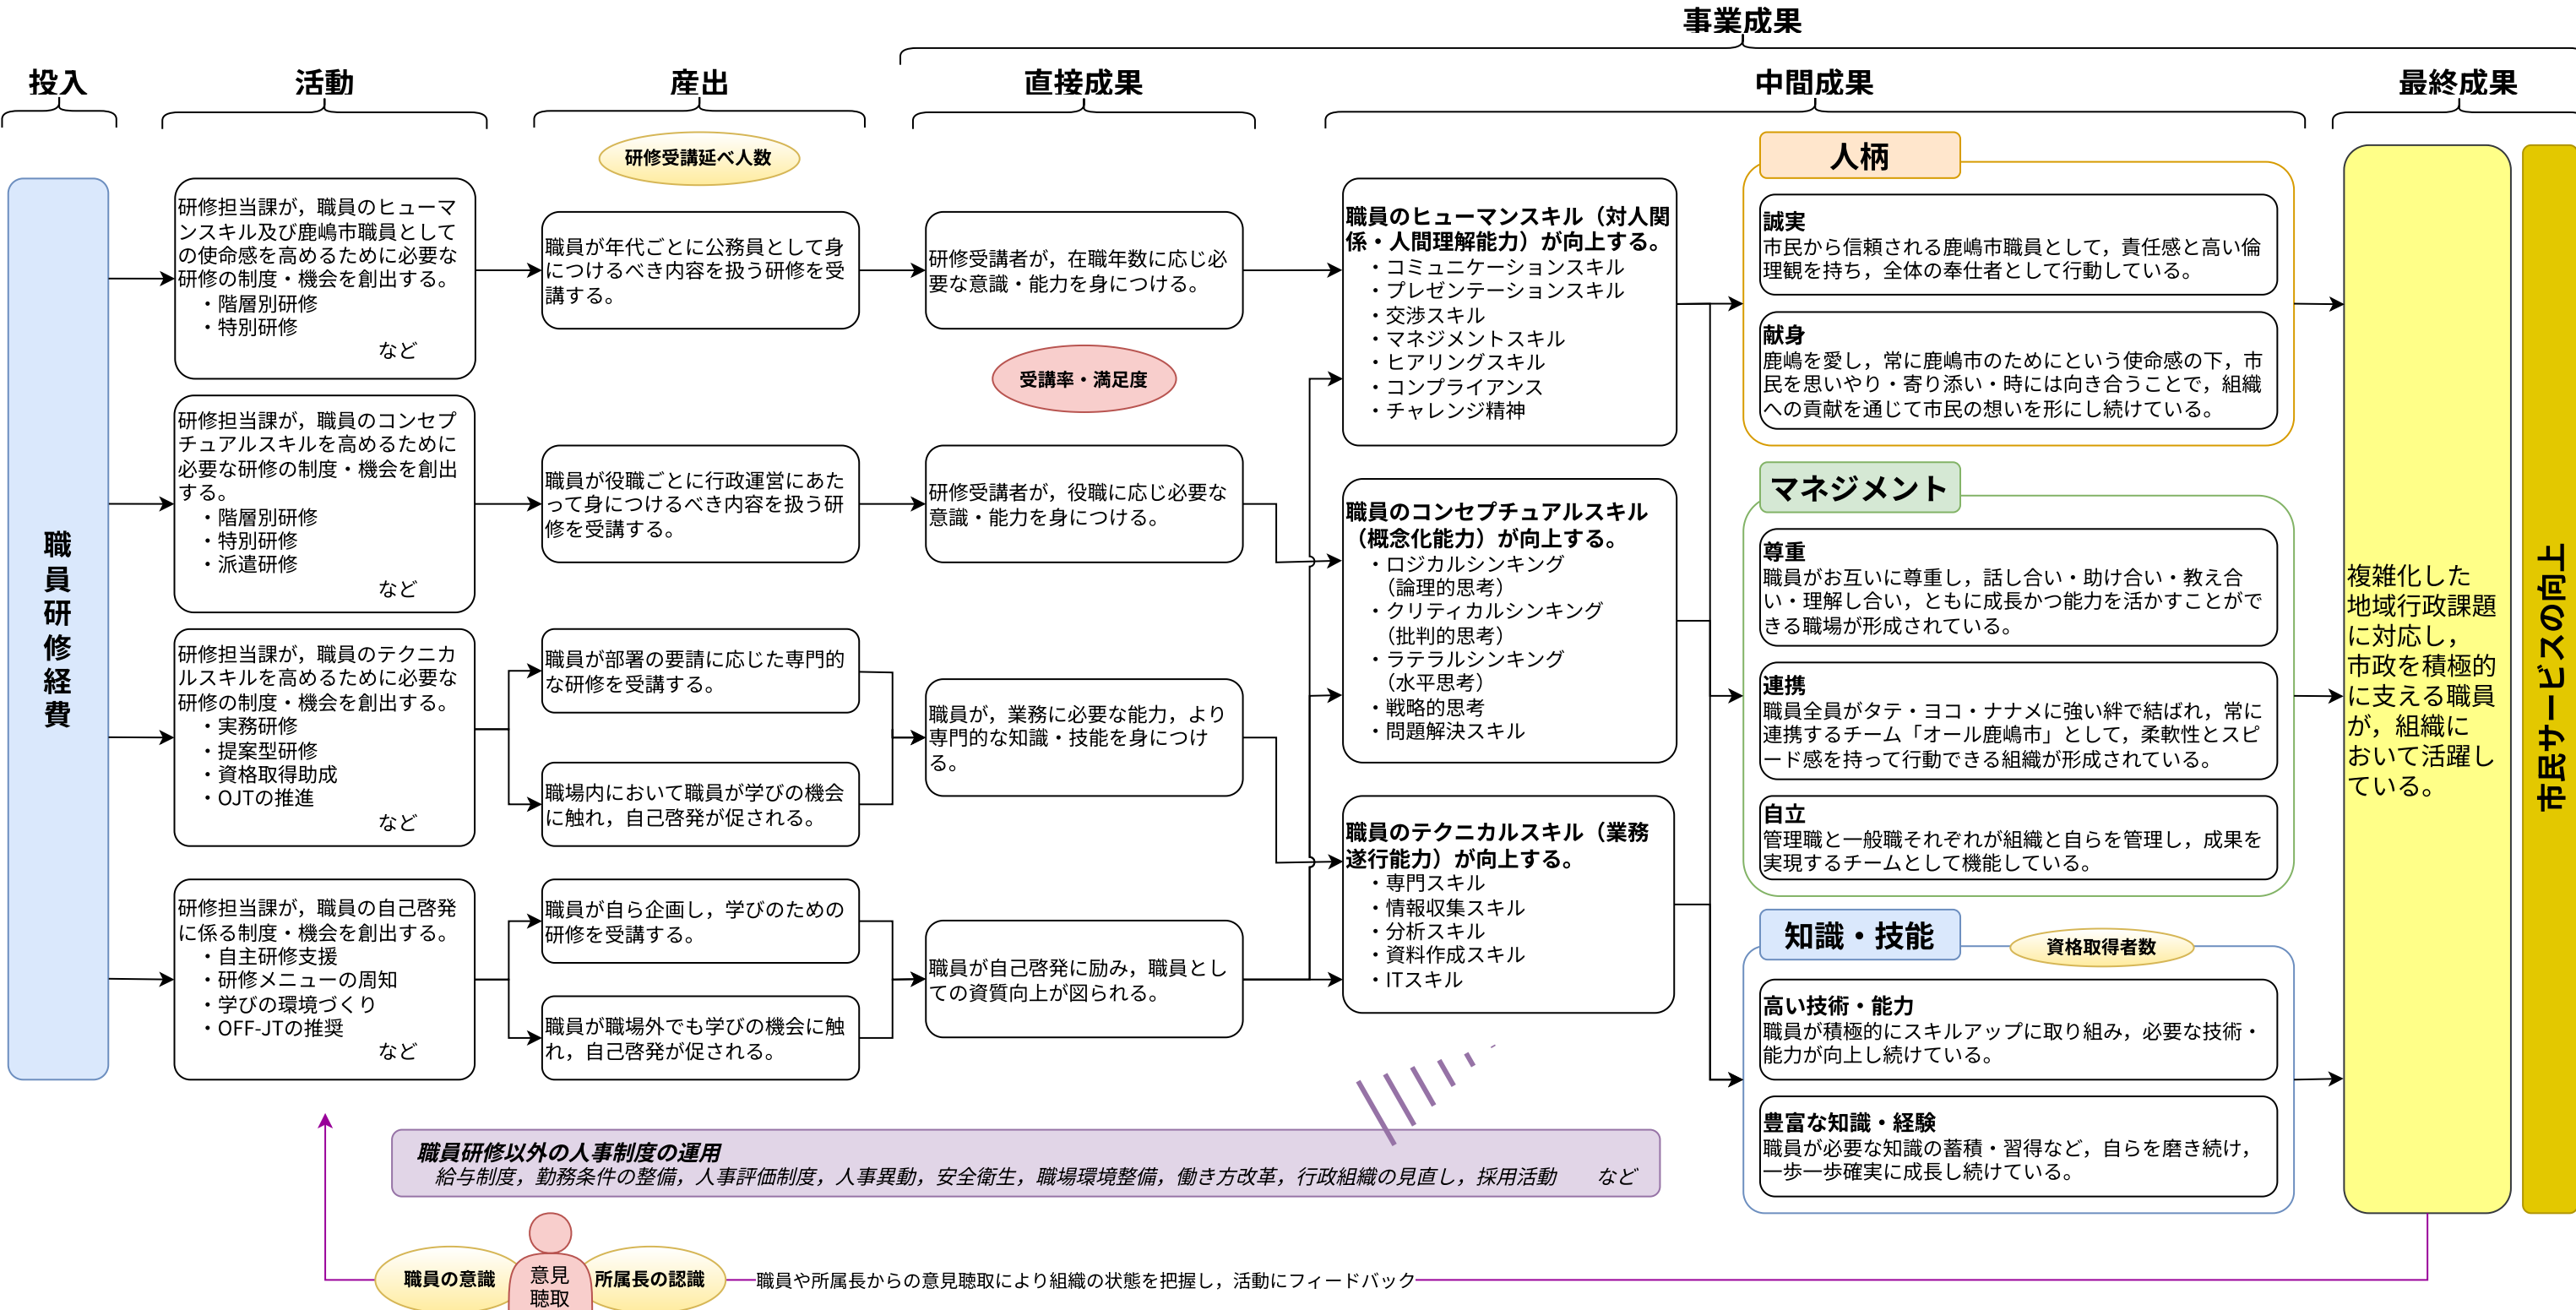 事業成果
投入
活動
産出
直接成果
中間成果
最終成果
職
員
研
修
経
費
研修担当課が，職員のヒューマ
ンスキル及び鹿嶋市職員として
の使命感を高めるために必要な
研修の制度・機会を創出する。
・階層別研修
・特別研修
など
研修担当課が，職員のコンセプ
チュアルスキルを高めるために
必要な研修の制度・機会を創出
する。
・階層別研修
・特別研修
・派遣研修
など
研修担当課が，職員のテクニカ
ルスキルを高めるために必要な
研修の制度・機会を創出する。
・実務研修
・提案型研修
・資格取得助成
・OJTの推進
など
研修担当課が，職員の自己啓発
に係る制度・機会を創出する。
・自主研修支援
・研修メニューの周知
・学びの環境づくり
・OFF-JTの推奨
など
研修受講延べ人数
職員が年代ごとに公務員として身
につけるべき内容を扱う研修を受
講する。
職員が役職ごとに行政運営にあた
って身につけるべき内容を扱う研
修を受講する。
職員が部署の要請に応じた専門的
な研修を受講する。
職場内において職員が学びの機会
に触れ，自己啓発が促される。
職員が自ら企画し，学びのための
研修を受講する。
職員が職場外でも学びの機会に触
れ，自己啓発が促される。
研修受講者が，在職年数に応じ必
要な意識・能力を身につける。
受講率・満足度
研修受講者が，役職に応じ必要な
意識・能力を身につける。
職員が，業務に必要な能力，より
専門的な知識・技能を身につけ
る。
職員が自己啓発に励み，職員とし
ての資質向上が図られる。
職員のヒューマンスキル（対人関
係・人間理解能力）が向上する。
・コミュニケーションスキル
・プレゼンテーションスキル
・交渉スキル
・マネジメントスキル
・ヒアリングスキル
・コンプライアンス
・チャレンジ精神
職員のコンセプチュアルスキル
（概念化能力）が向上する。
・ロジカルシンキング
（論理的思考）
・クリティカルシンキング
（批判的思考）
・ラテラルシンキング
（水平思考）
・戦略的思考
・問題解決スキル
職員のテクニカルスキル（業務
遂行能力）が向上する。
・専門スキル
・情報収集スキル
・分析スキル
・資料作成スキル
・ITスキル
人柄
誠実
市民から信頼される鹿嶋市職員として，責任感と高い倫
理観を持ち，全体の奉仕者として行動している。
献身
鹿嶋を愛し，常に鹿嶋市のためにという使命感の下，市
民を思いやり・寄り添い・時には向き合うことで，組織
への貢献を通じて市民の想いを形にし続けている。
マネジメント
尊重
職員がお互いに尊重し，話し合い・助け合い・教え合
い・理解し合い，ともに成長かつ能力を活かすことがで
きる職場が形成されている。
連携
職員全員がタテ・ヨコ・ナナメに強い絆で結ばれ，常に
連携するチーム「オール鹿嶋市」として，柔軟性とスピ
ード感を持って行動できる組織が形成されている。
自立
管理職と一般職それぞれが組織と自らを管理し，成果を
実現するチームとして機能している。
知識・技能
資格取得者数
高い技術・能力
職員が積極的にスキルアップに取り組み，必要な技術・
能力が向上し続けている。
豊富な知識・経験
職員が必要な知識の蓄積・習得など，自らを磨き続け，
一歩一歩確実に成長し続けている。
複雑化した
地域行政課題
に対応し，
市政を積極的
に支える職員
が，組織に
おいて活躍し
ている。
市民サービスの向上
職員研修以外の人事制度の運用
給与制度，勤務条件の整備，人事評価制度，人事異動，安全衛生，職場環境整備，働き方改革，行政組織の見直し，採用活動　　など
職員の意識
意見
聴取
所属長の認識
職員や所属長からの意見聴取により組織の状態を把握し，活動にフィードバック